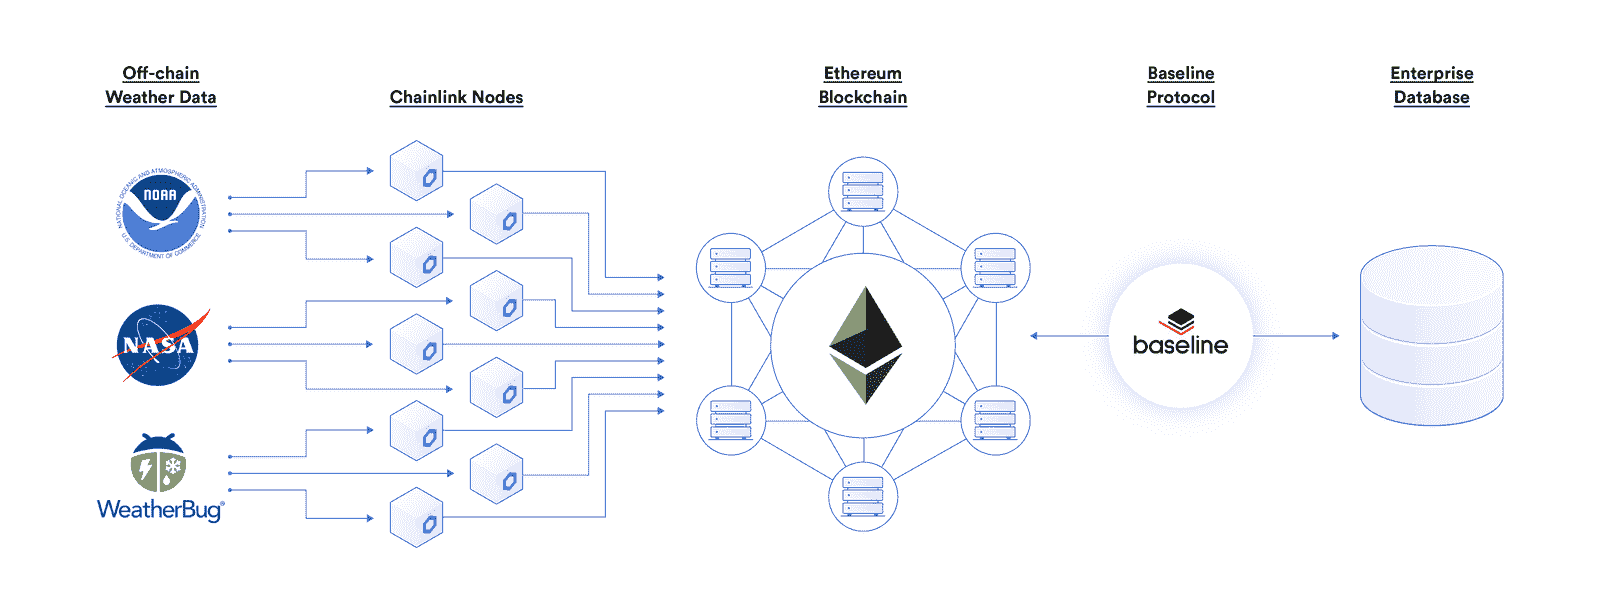 Off-chain
Weather Data
Chainlink Nodes
Ethereum
Blockchain
Baseline
Protocol
Enterprise
Database
NATIONAL OCEANIC AND ATMOSPHERIC ADMINISTRATION
NOAA
U.S. DEPARTMENT OF COMMERCE
NASA
WeatherBug®
baseline